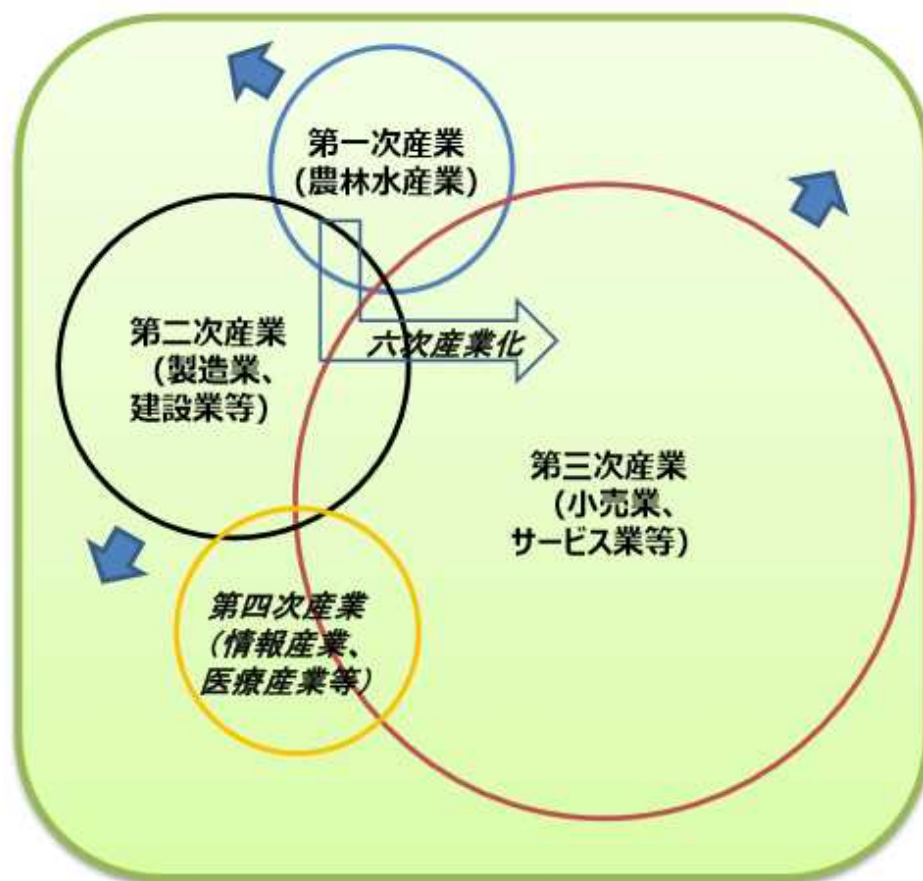 第一次産業
(農林水産業)
第二次産業
(製造業、
建設業等)
六次産業化
第三次産業
(小売業、
サービス業等)
第四次産業
(情報産業、
医療産業等)